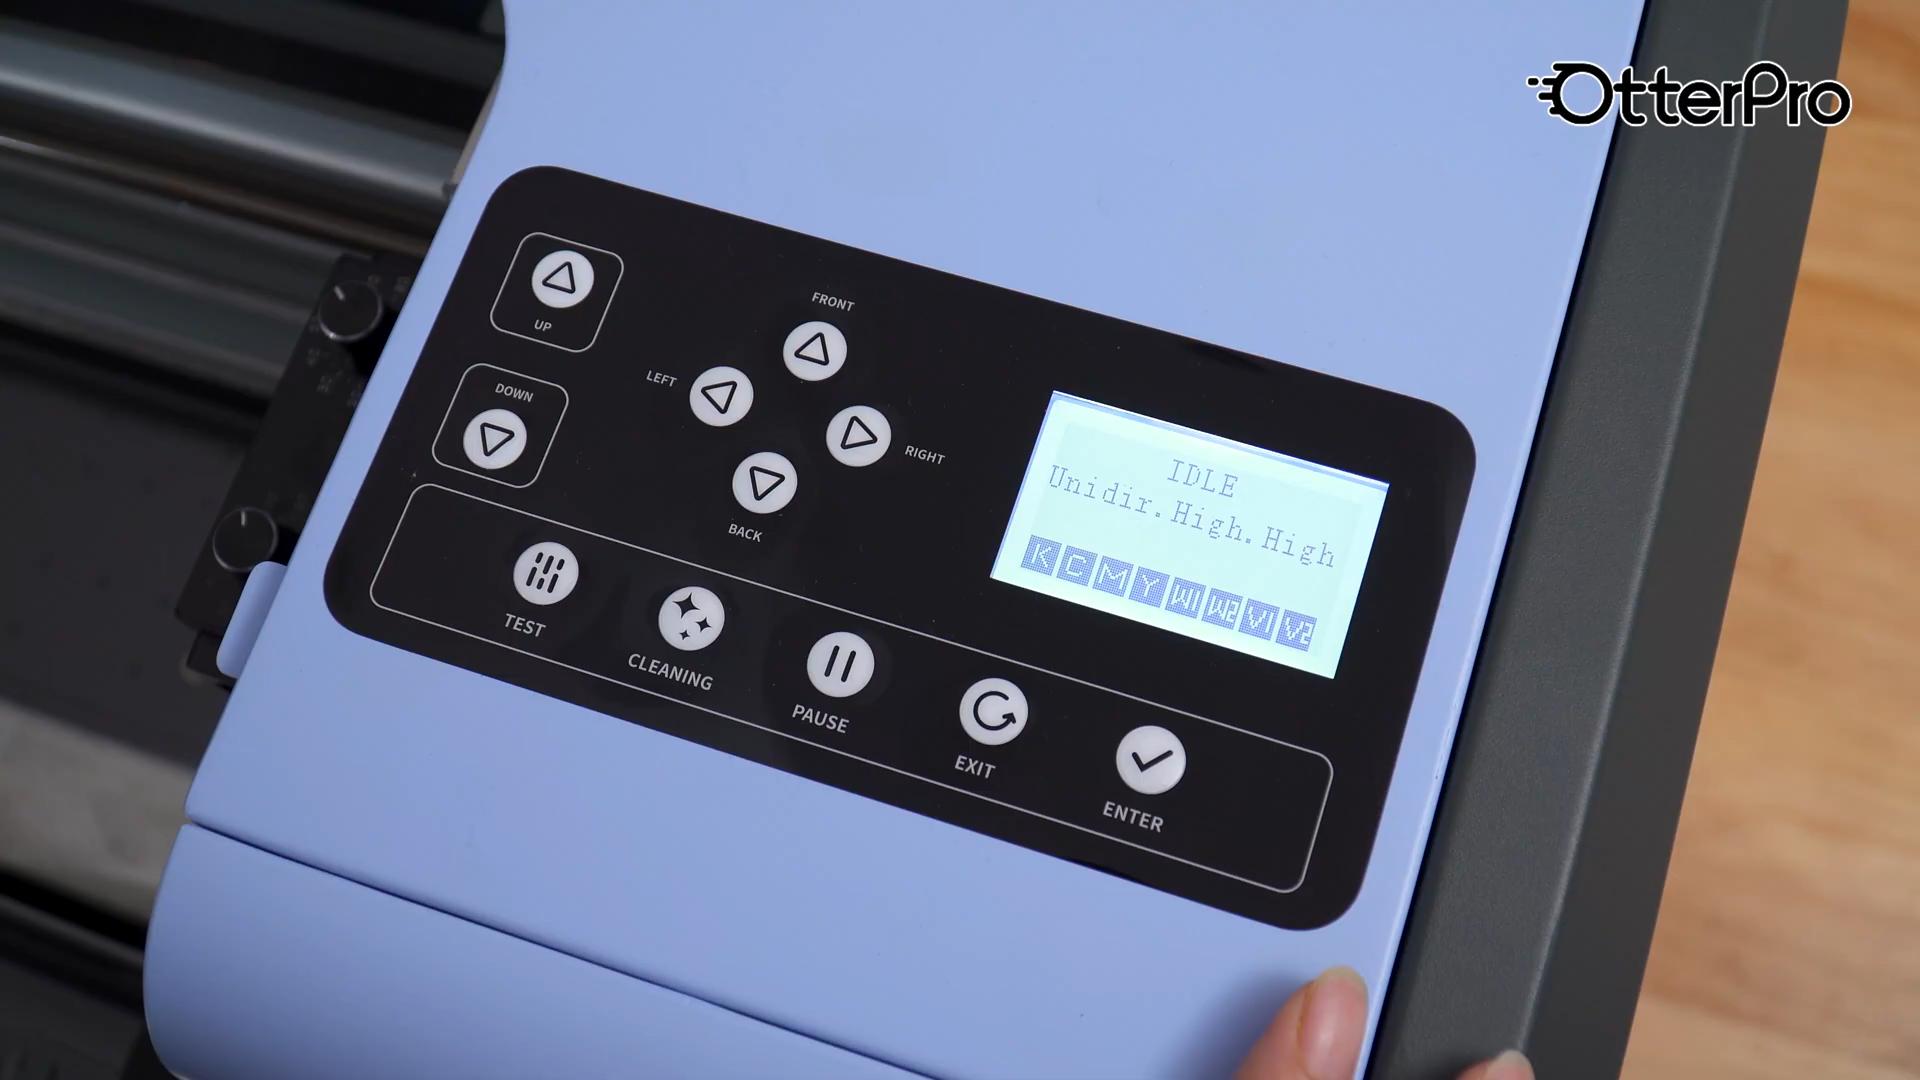 OtterPro
UP
DOWN
FRONT
LEFT
RIGHT
BACK
IDLE
Unidir.High.High
K C M Y W1 W2 V1 V2
TEST
CLEANING
PAUSE
EXIT
ENTER